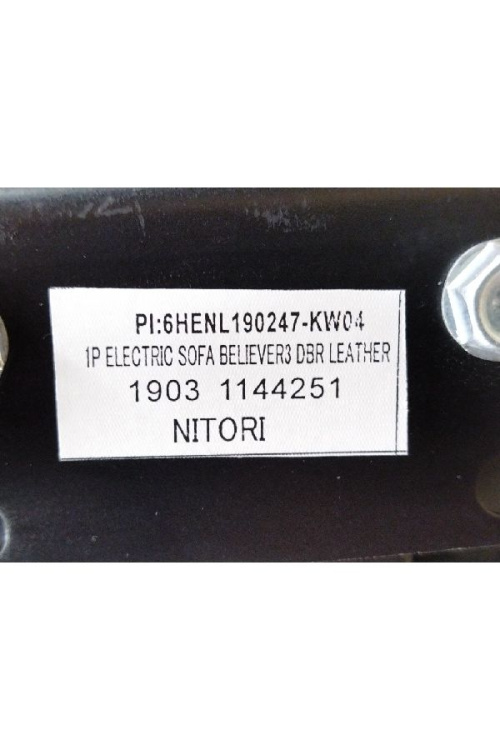 PI:6HENL190247-KW04
1P ELECTRIC SOFA BELIEVER3 DBR LEATHER
1903 1144251
NITORI